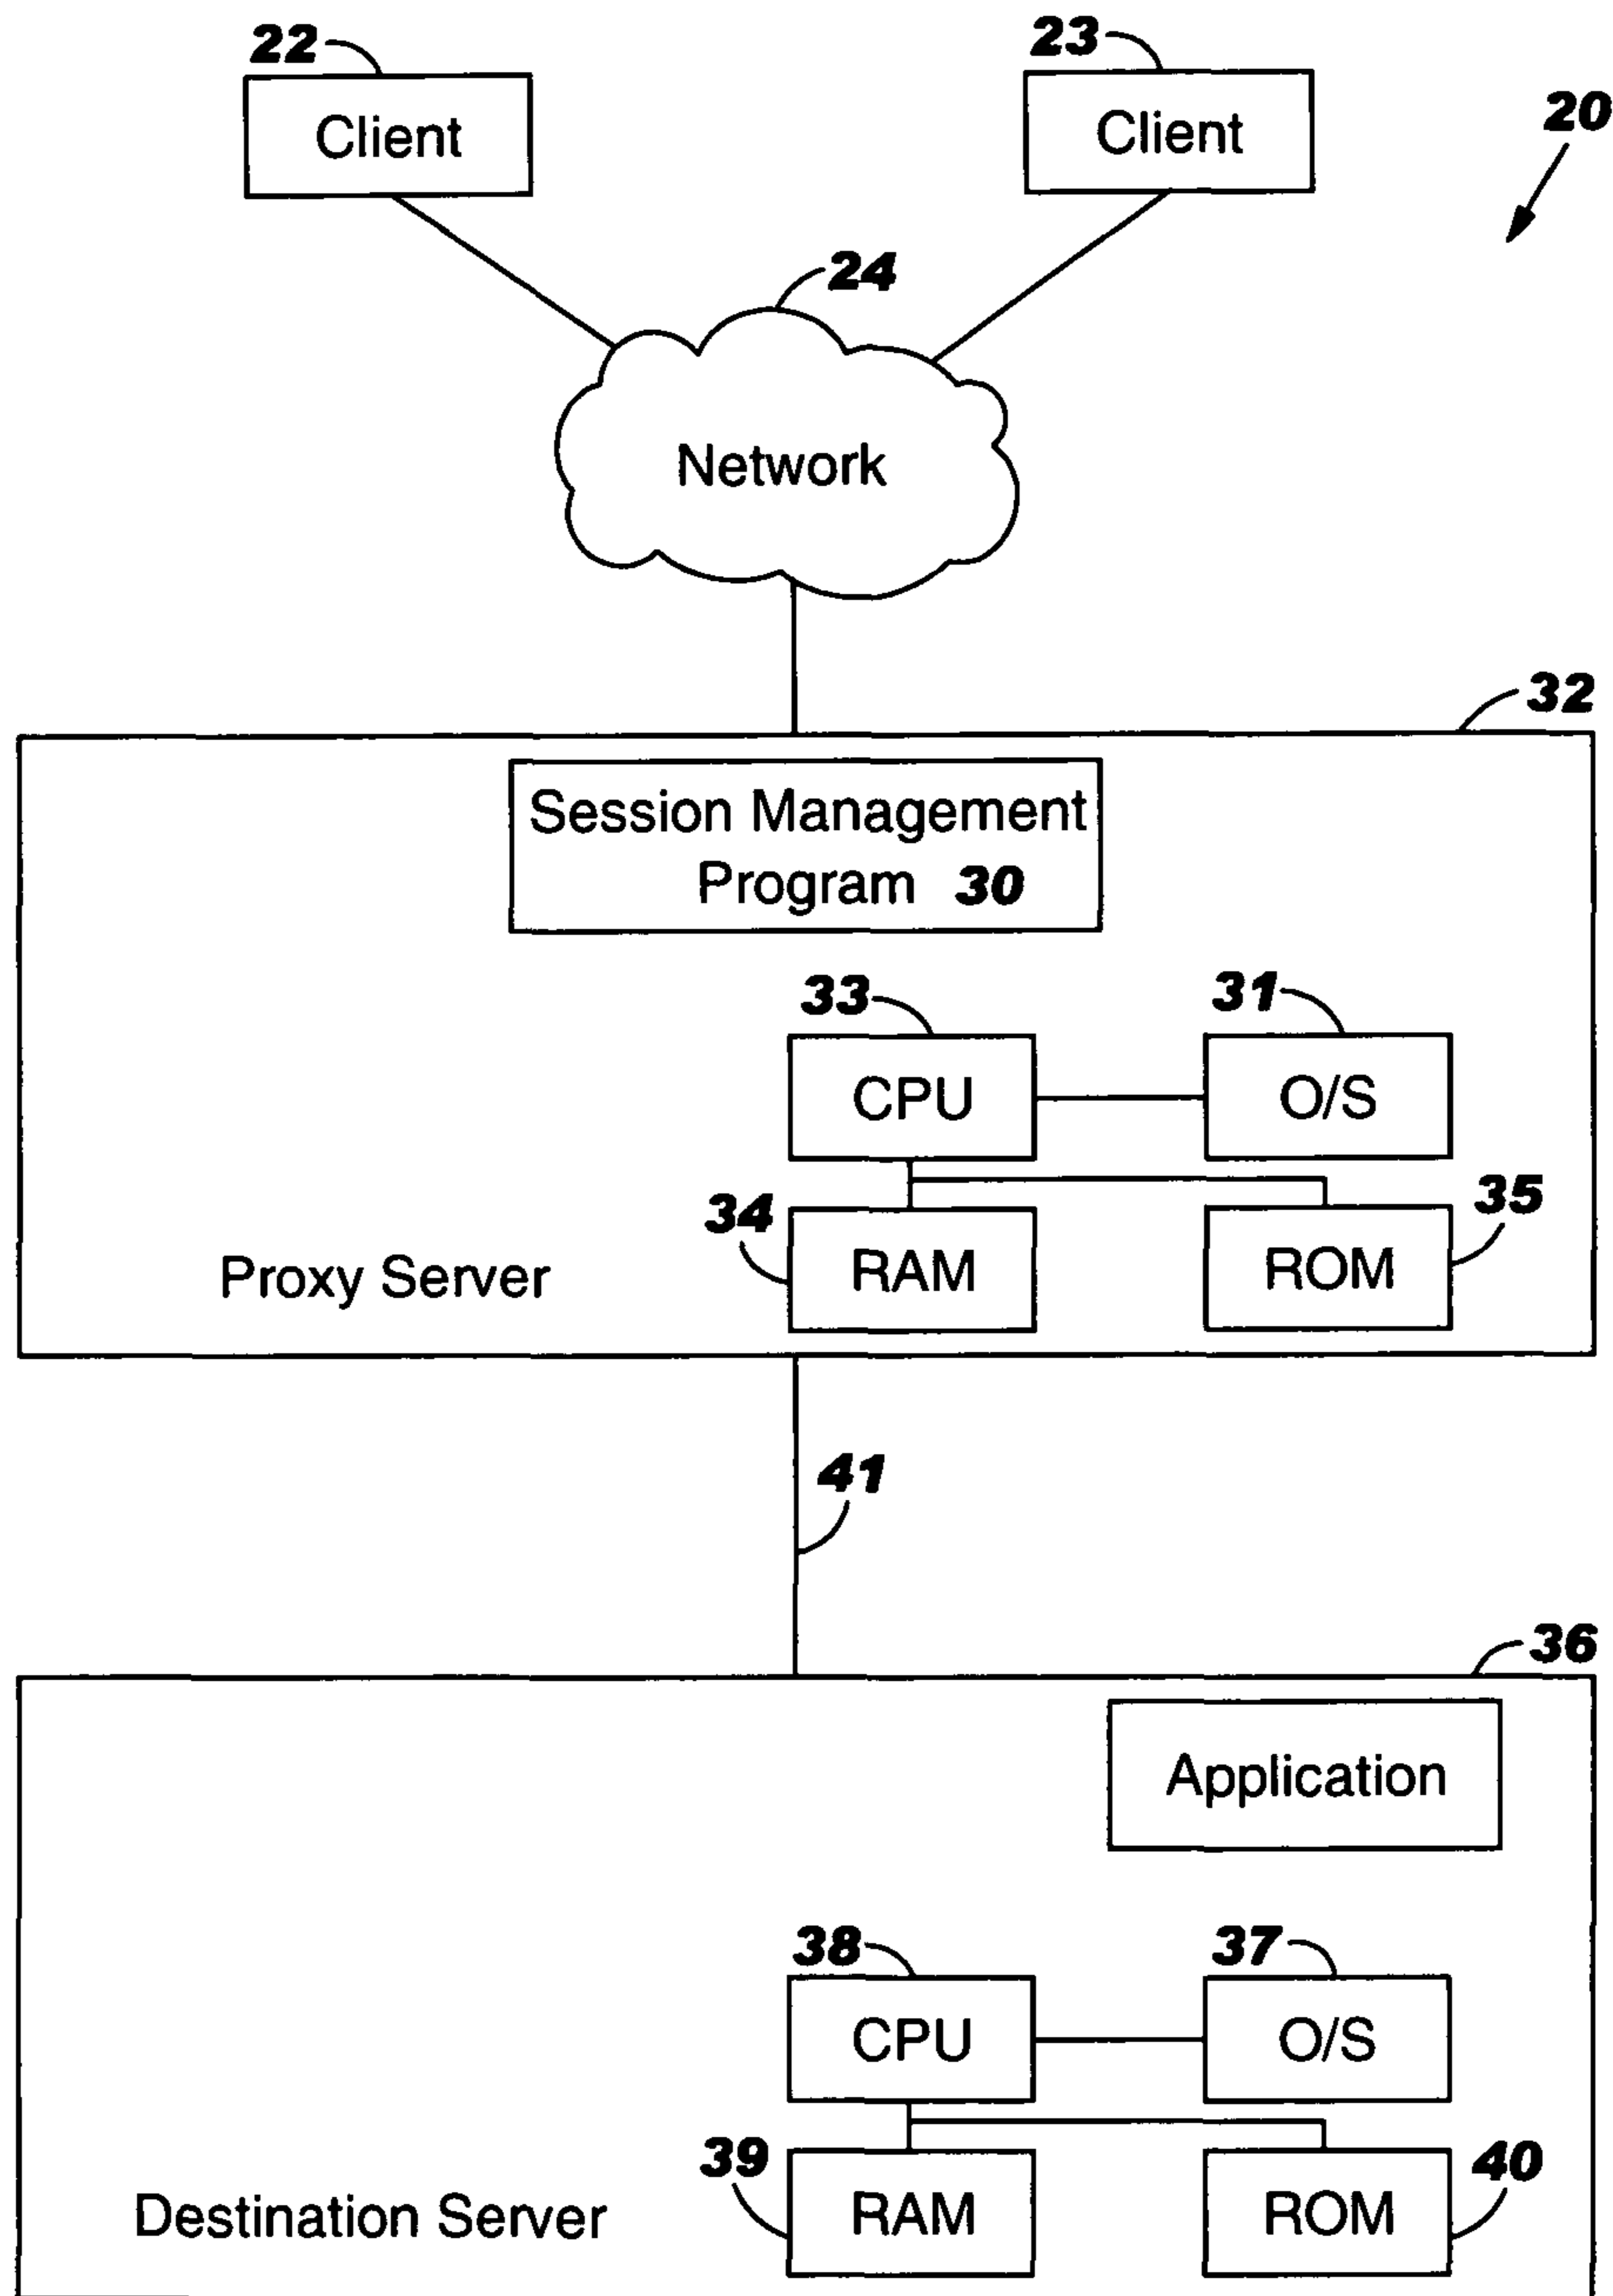 22
23
Client
Client
20
24
Network
32
Session Management
Program 30
33
31
CPU
O/S
34
35
RAM
ROM
Proxy Server
41
36
Application
38
37
CPU
O/S
39
40
RAM
ROM
Destination Server